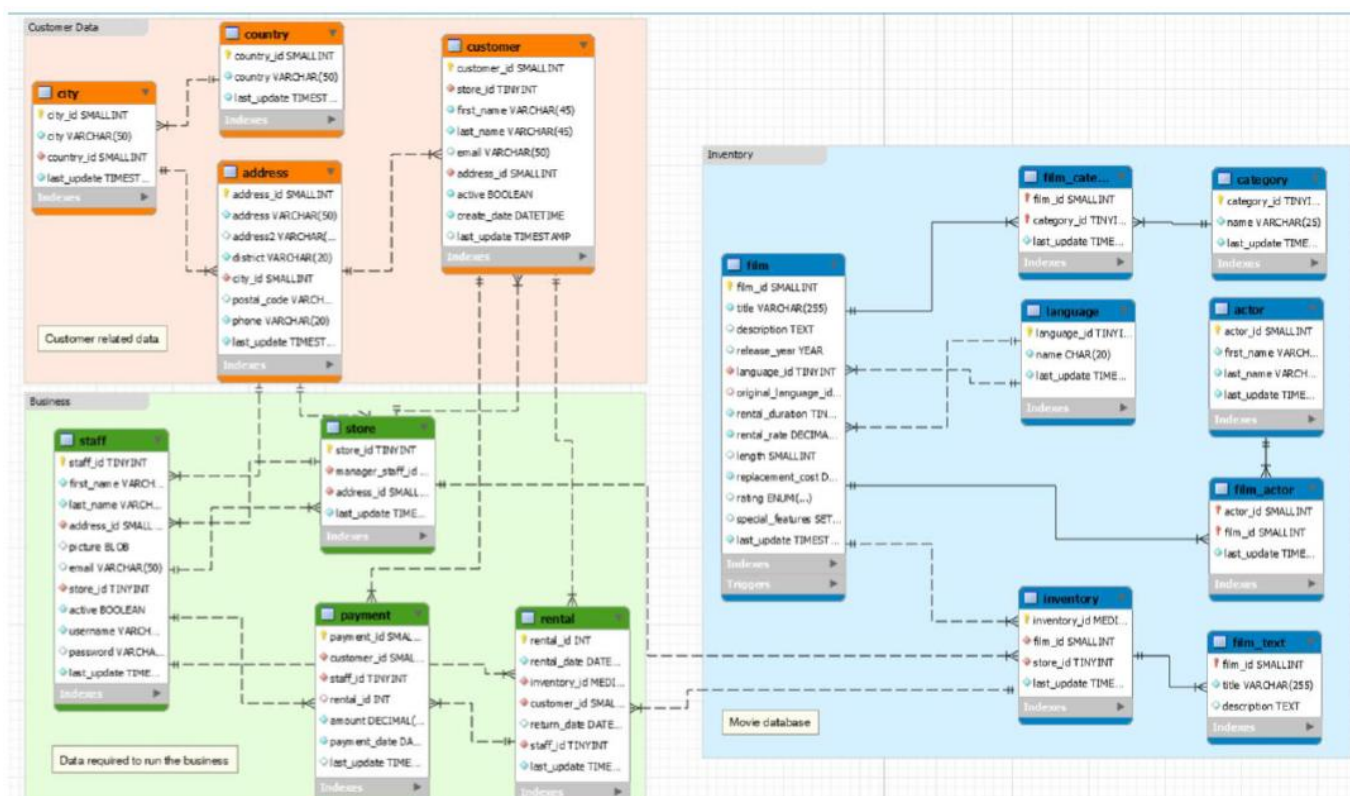 Customer Data
country
country_id SMALLINT
country VARCHAR(50)
last_update TIMEST...
Indexes
city
city_id SMALLINT
city VARCHAR(50)
country_id SMALLINT
last_update TIMEST...
Indexes
address
address_id SMALLINT
address VARCHAR(50)
address2 VARCHAR(...
district VARCHAR(20)
city_id SMALLINT
postal_code VARCH...
phone VARCHAR(20)
last_update TIMEST...
Indexes
customer
customer_id SMALLINT
store_id TINYINT
first_name VARCHAR(45)
last_name VARCHAR(45)
email VARCHAR(50)
address_id SMALLINT
active BOOLEAN
create_date DATETIME
last_update TIMESTAMP
Indexes
Customer related data
Business
staff
staff_id TINYINT
first_name VARCH...
last_name VARCH...
address_id SMALL...
picture BLOB
email VARCHAR(50)
store_id TINYINT
active BOOLEAN
username VARCH...
password VARCHA...
last_update TIME...
Indexes
store
store_id TINYINT
manager_staff_id ...
address_id SMALL...
last_update TIME...
Indexes
payment
payment_id SMAL...
customer_id SMAL...
staff_id TINYINT
rental_id INT
amount DECIMAL(...
payment_date DA...
last_update TIME...
Indexes
rental
rental_id INT
rental_date DATE...
inventory_id MEDI...
customer_id SMAL...
return_date DATE...
staff_id TINYINT
last_update TIME...
Indexes
Data required to run the business
Inventory
film
film_id SMALLINT
title VARCHAR(255)
description TEXT
release_year YEAR
language_id TINYINT
original_language_id...
rental_duration TIN...
rental_rate DECIMA...
length SMALLINT
replacement_cost D...
rating ENUM(...)
special_features SET...
last_update TIMEST...
Indexes
Triggers
film_cate...
film_id SMALLINT
category_id TINYI...
last_update TIME...
Indexes
category
category_id TINYI...
name VARCHAR(25)
last_update TIME...
Indexes
language
language_id TINYI...
name CHAR(20)
last_update TIME...
Indexes
actor
actor_id SMALLINT
first_name VARCH...
last_name VARCH...
last_update TIME...
Indexes
film_actor
actor_id SMALLINT
film_id SMALLINT
last_update TIME...
Indexes
inventory
inventory_id MEDI...
film_id SMALLINT
store_id TINYINT
last_update TIME...
Indexes
film_text
film_id SMALLINT
title VARCHAR(255)
description TEXT
Indexes
Movie database